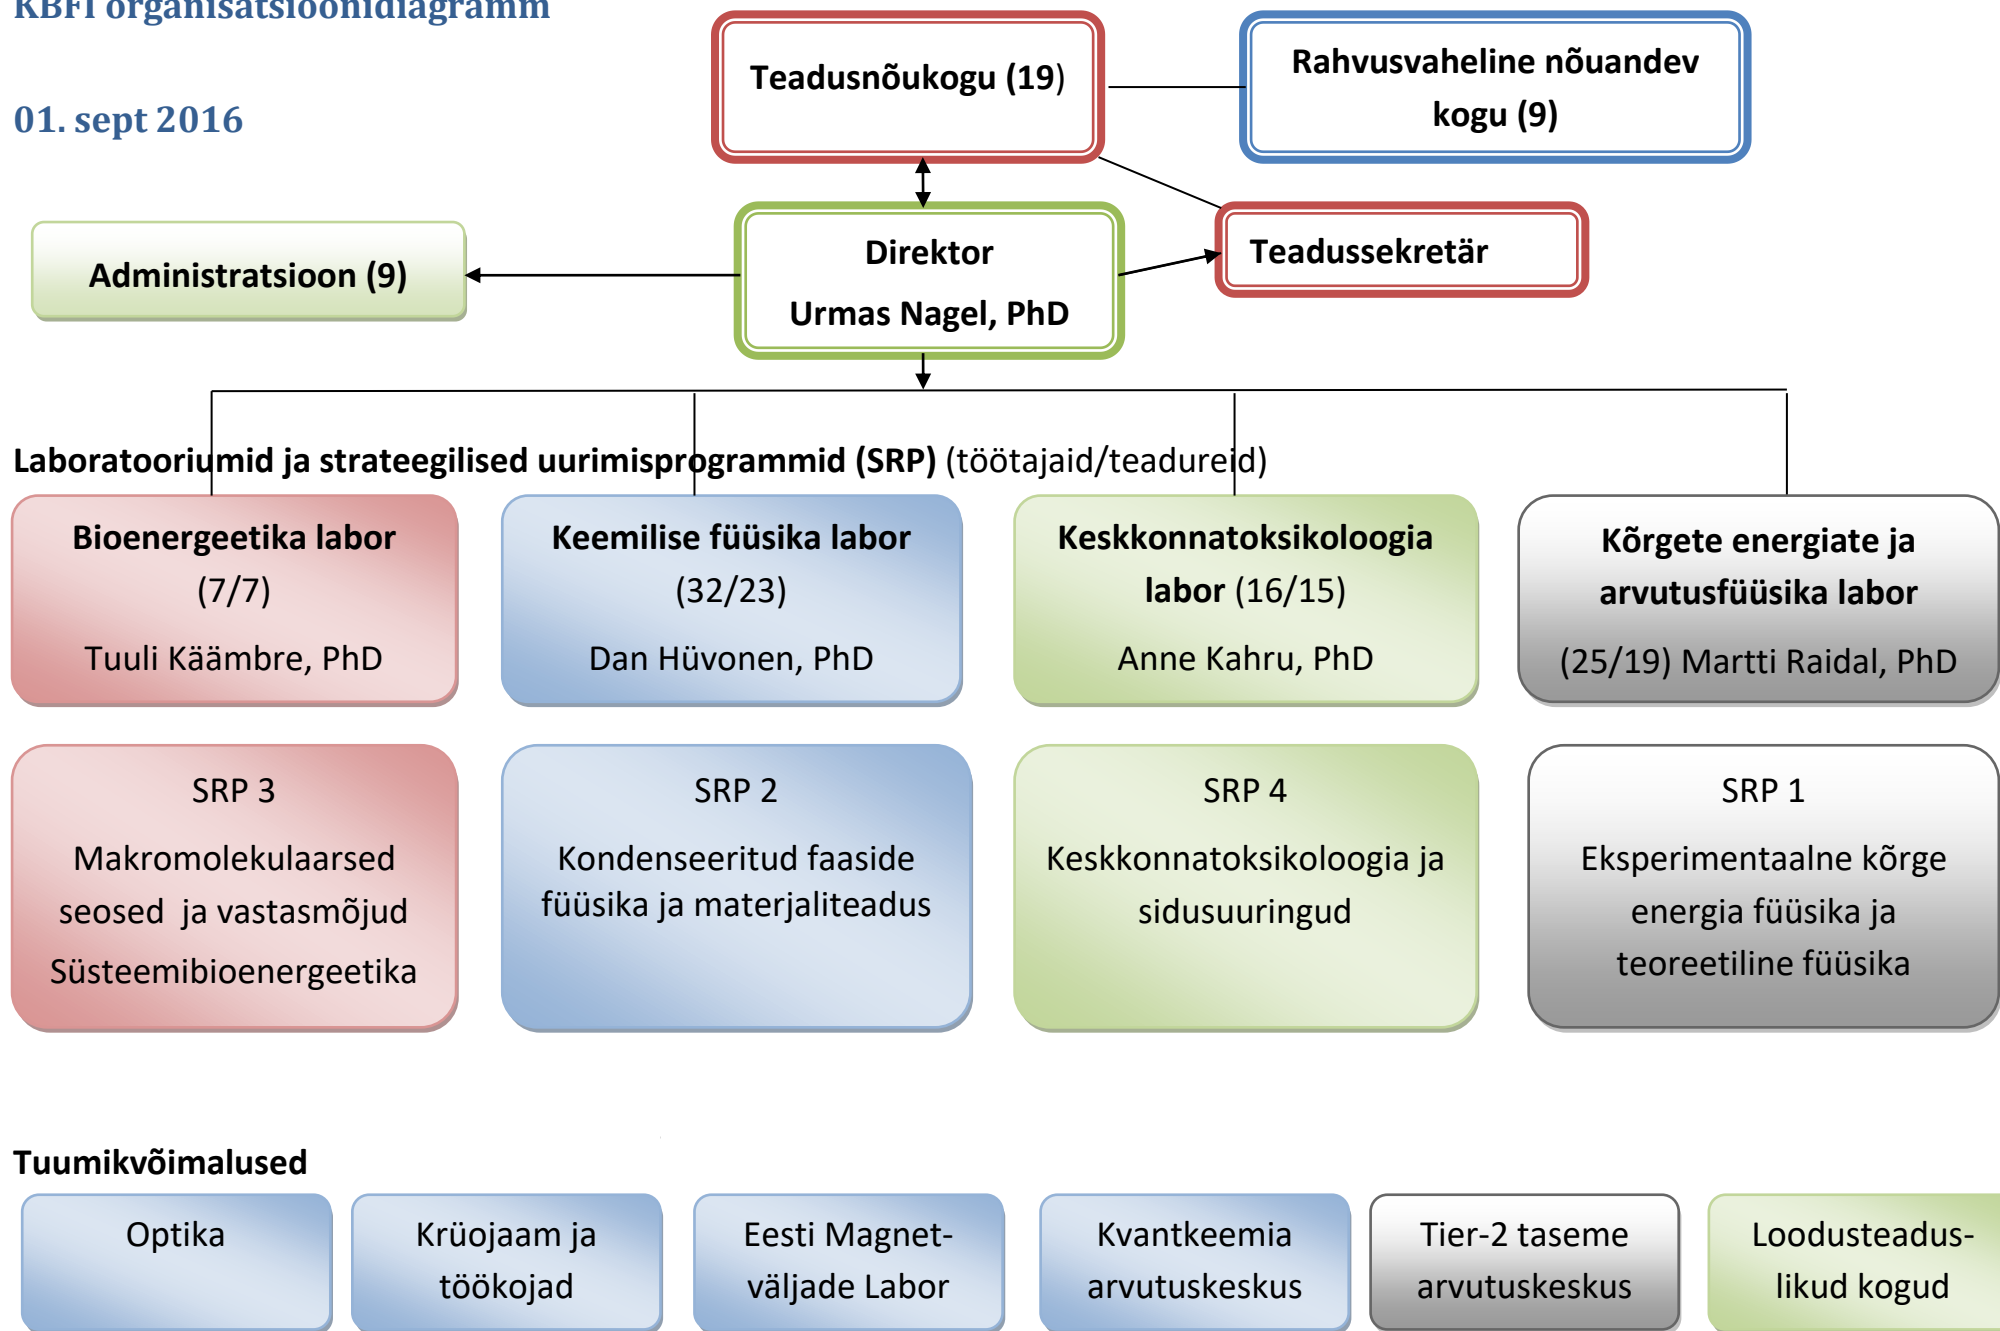 KBFI organisatsioonidiagramm
01. sept 2016
Teadusnõukogu (19)
Rahvusvaheline nõuandev
kogu (9)
Administratsioon (9)
Direktor
Urmas Nagel, PhD
Teadussekretär
Laboratooriumid ja strateegilised uurimisprogrammid (SRP) (töötajaid/teadureid)
Bioenergeetika labor
(7/7)
Tuuli Käämbre, PhD
Keemilise füüsika labor
(32/23)
Dan Hüvonen, PhD
Keskkonnatoksikoloogia
labor (16/15)
Anne Kahru, PhD
Kõrgete energiate ja
arvutusfüüsika labor
(25/19) Martti Raidal, PhD
SRP 3
Makromolekulaarsed
seosed ja vastasmõjud
Süsteemibioenergeetika
SRP 2
Kondenseeritud faaside
füüsika ja materjaliteadus
SRP 4
Keskkonnatoksikoloogia ja
sidusuuringud
SRP 1
Eksperimentaalne kõrge
energia füüsika ja
teoreetiline füüsika
Tuumikvõimalused
Optika
Krüojaam ja
töökojad
Eesti Magnet-
väljade Labor
Kvantkeemia
arvutuskeskus
Tier-2 taseme
arvutuskeskus
Loodusteadus-
likud kogud